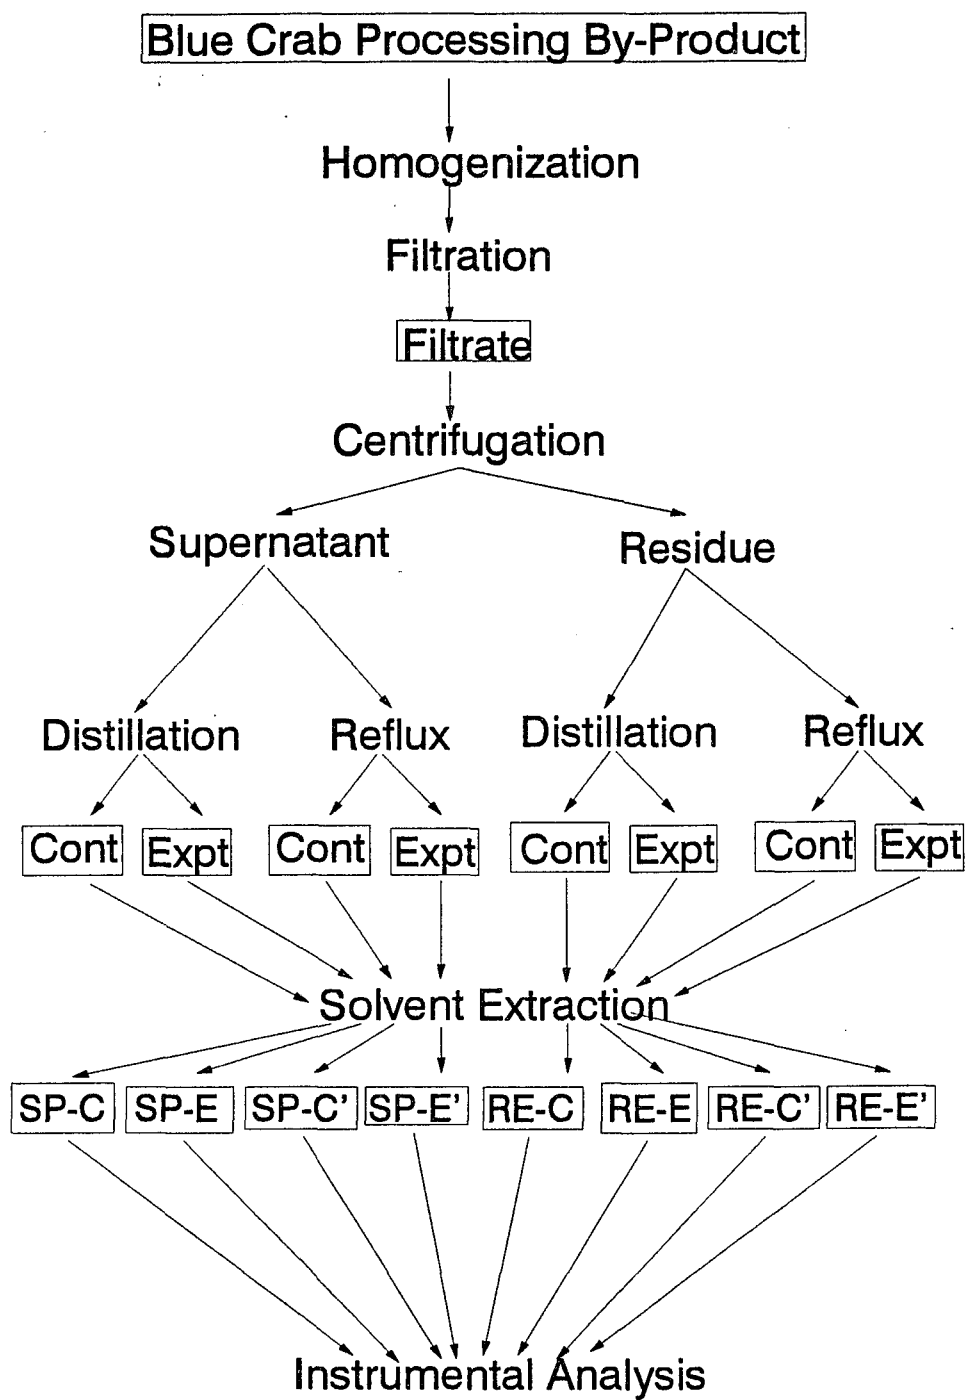 Blue Crab Processing By-Product
Homogenization
Filtration
Filtrate
Centrifugation
Supernatant Residue
Distillation Reflux Distillation Reflux
Cont Expt Cont Expt Cont Expt Cont Expt
Solvent Extraction
SP-C SP-E SP-C' SP-E' RE-C RE-E RE-C' RE-E'
Instrumental Analysis